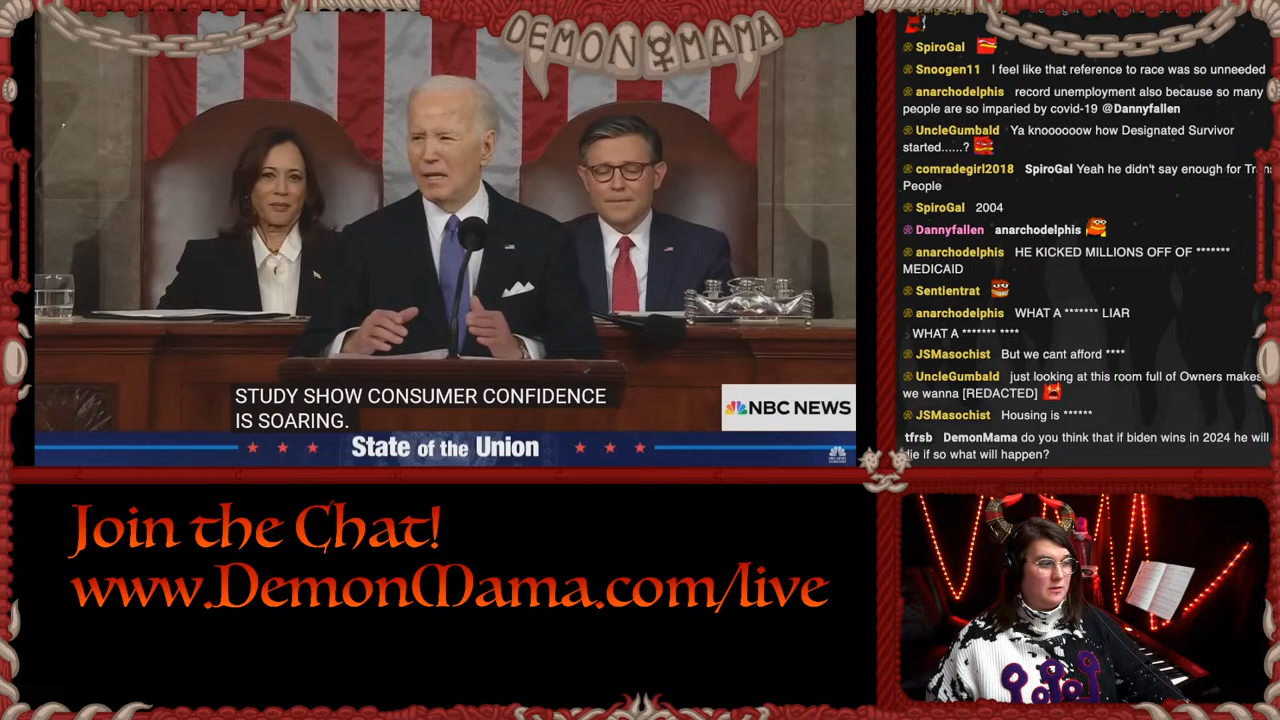 DEMON MAMA
SpiroGal
Snoogen11 I feel like that reference to race was so unneeded
anarchodelphis record unemployment also because so many
people are so imparied by covid-19 @Dannyfallen
UncleGumbald Ya knooooooow how Designated Survivor
started......?
comradegirl2018 SpiroGal Yeah he didn't say enough for Trans
People
SpiroGal 2004
Dannyfallen anarchodelphis
anarchodelphis HE KICKED MILLIONS OFF OF *******
MEDICAID
Sentientrat
anarchodelphis WHAT A ******* LIAR
WHAT A ******* ****
JSMasochist But we cant afford ****
UncleGumbald just looking at this room full of Owners makes
we wanna [REDACTED]
JSMasochist Housing is ******
tfrsb DemonMama do you think that if biden wins in 2024 he will
die if so what will happen?
STUDY SHOW CONSUMER CONFIDENCE
IS SOARING.
NBC NEWS
State of the Union
Join the Chat!
www.DemonMama.com/live